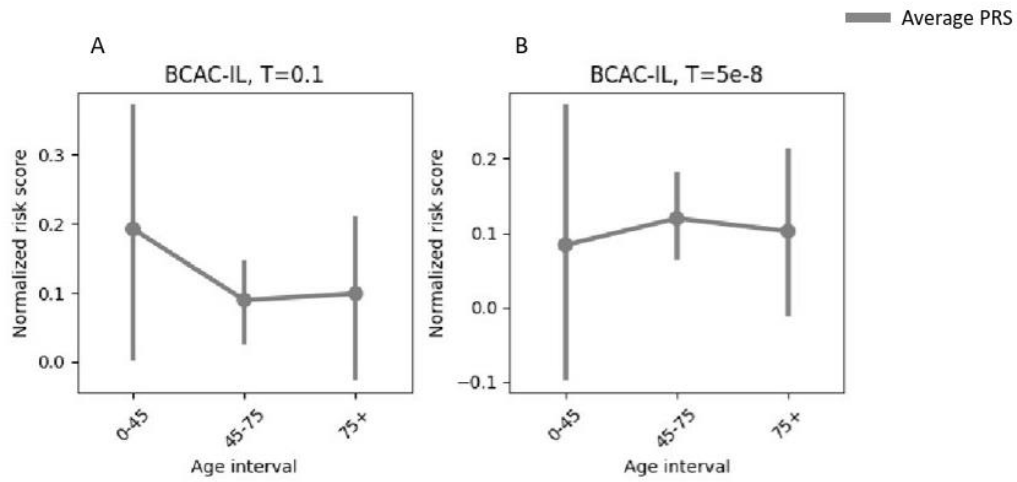 Average PRS
A
BCAC-IL, T=0.1
Normalized risk score
0.3
0.2
0.1
0.0
0-45
45-75
75+
Age interval
B
BCAC-IL, T=5e-8
Normalized risk score
0.2
0.1
0.0
−0.1
0-45
45-75
75+
Age interval